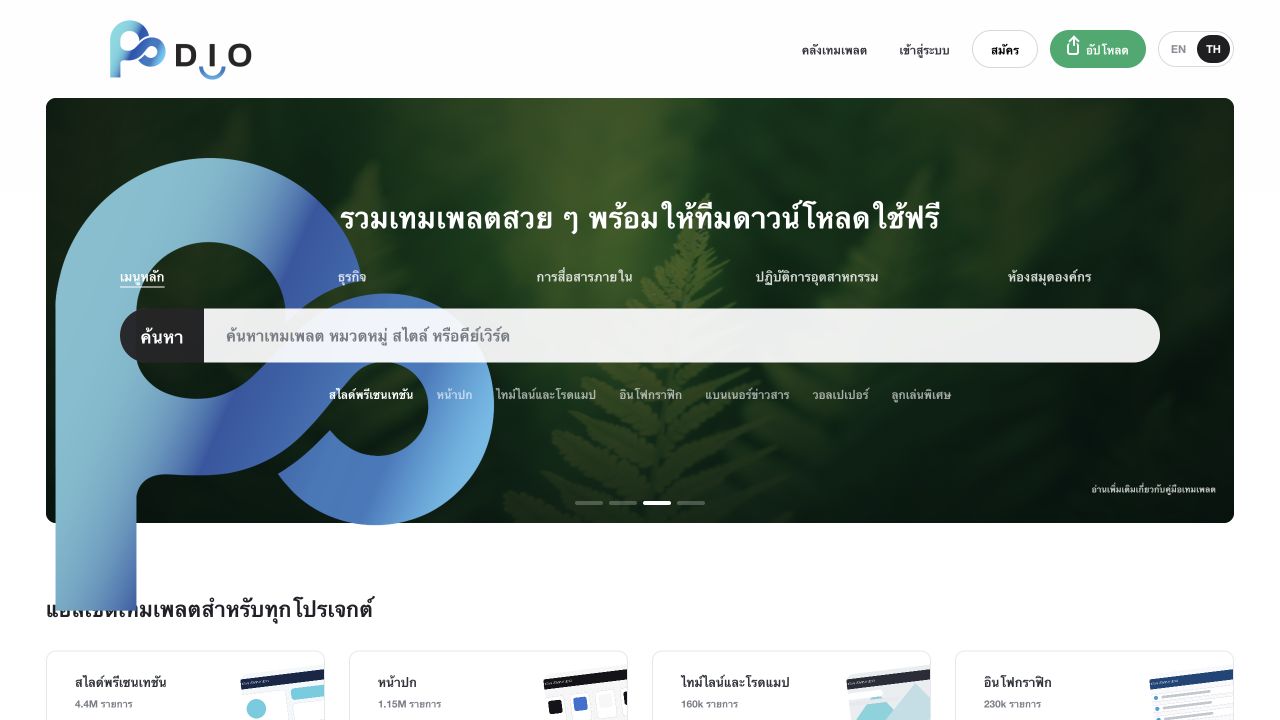 DIO
คลังเทมเพลต
เข้าสู่ระบบ
สมัคร
อัปโหลด
EN
TH
รวมเทมเพลตสวย ๆ พร้อมให้ทีมดาวน์โหลดใช้ฟรี
เมนูหลัก
ธุรกิจ
การสื่อสารภายใน
ปฏิบัติการอุตสาหกรรม
ห้องสมุดองค์กร
ค้นหา
ค้นหาเทมเพลต หมวดหมู่ สไตล์ หรือคีย์เวิร์ด
สไลด์พรีเซนเทชัน
หน้าปก
ไทม์ไลน์และโรดแมป
อินโฟกราฟิก
แบนเนอร์ข่าวสาร
วอลเปเปอร์
ลูกเล่นพิเศษ
อ่านเพิ่มเติมเกี่ยวกับคู่มือเทมเพลต
แอสเซตเทมเพลตสำหรับทุกโปรเจกต์
สไลด์พรีเซนเทชัน
4.4M รายการ
หน้าปก
1.15M รายการ
ไทม์ไลน์และโรดแมป
160k รายการ
อินโฟกราฟิก
230k รายการ